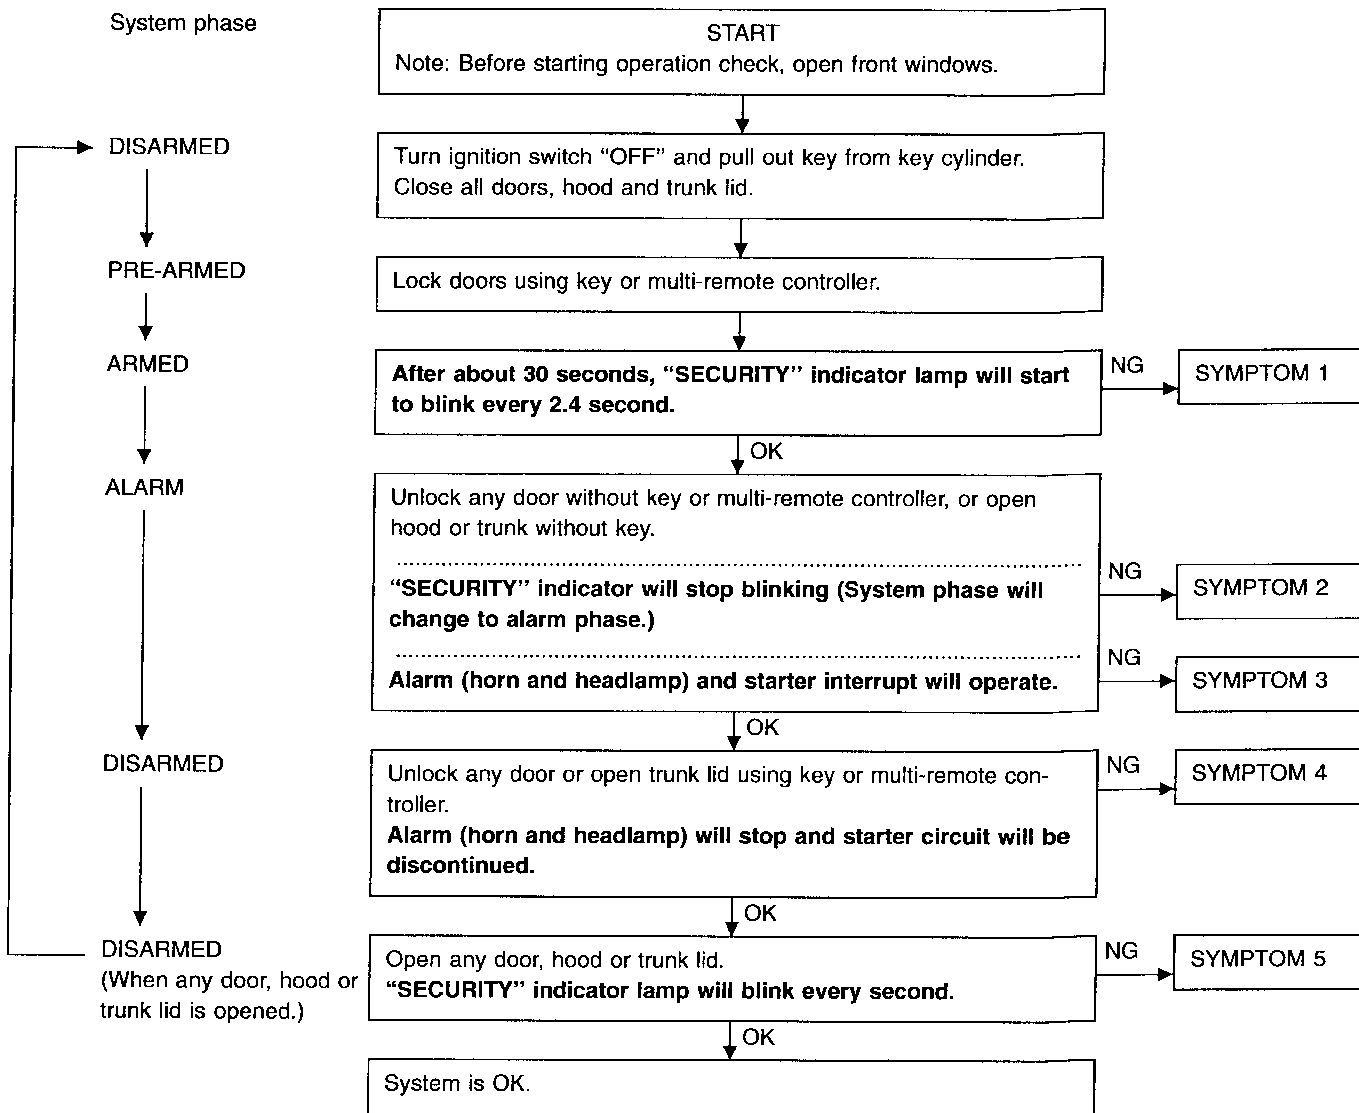 System phase
START
Note: Before starting operation check, open front windows.
DISARMED
Turn ignition switch “OFF” and pull out key from key cylinder.
Close all doors, hood and trunk lid.
PRE-ARMED
Lock doors using key or multi-remote controller.
ARMED
After about 30 seconds, “SECURITY” indicator lamp will start
to blink every 2.4 second.
NG
SYMPTOM 1
OK
ALARM
Unlock any door without key or multi-remote controller, or open
hood or trunk without key.
“SECURITY” indicator will stop blinking (System phase will
change to alarm phase.)
NG
SYMPTOM 2
Alarm (horn and headlamp) and starter interrupt will operate.
NG
SYMPTOM 3
OK
DISARMED
Unlock any door or open trunk lid using key or multi-remote con-
troller.
Alarm (horn and headlamp) will stop and starter circuit will be
discontinued.
NG
SYMPTOM 4
OK
DISARMED
(When any door, hood or
trunk lid is opened.)
Open any door, hood or trunk lid.
“SECURITY” indicator lamp will blink every second.
NG
SYMPTOM 5
OK
System is OK.